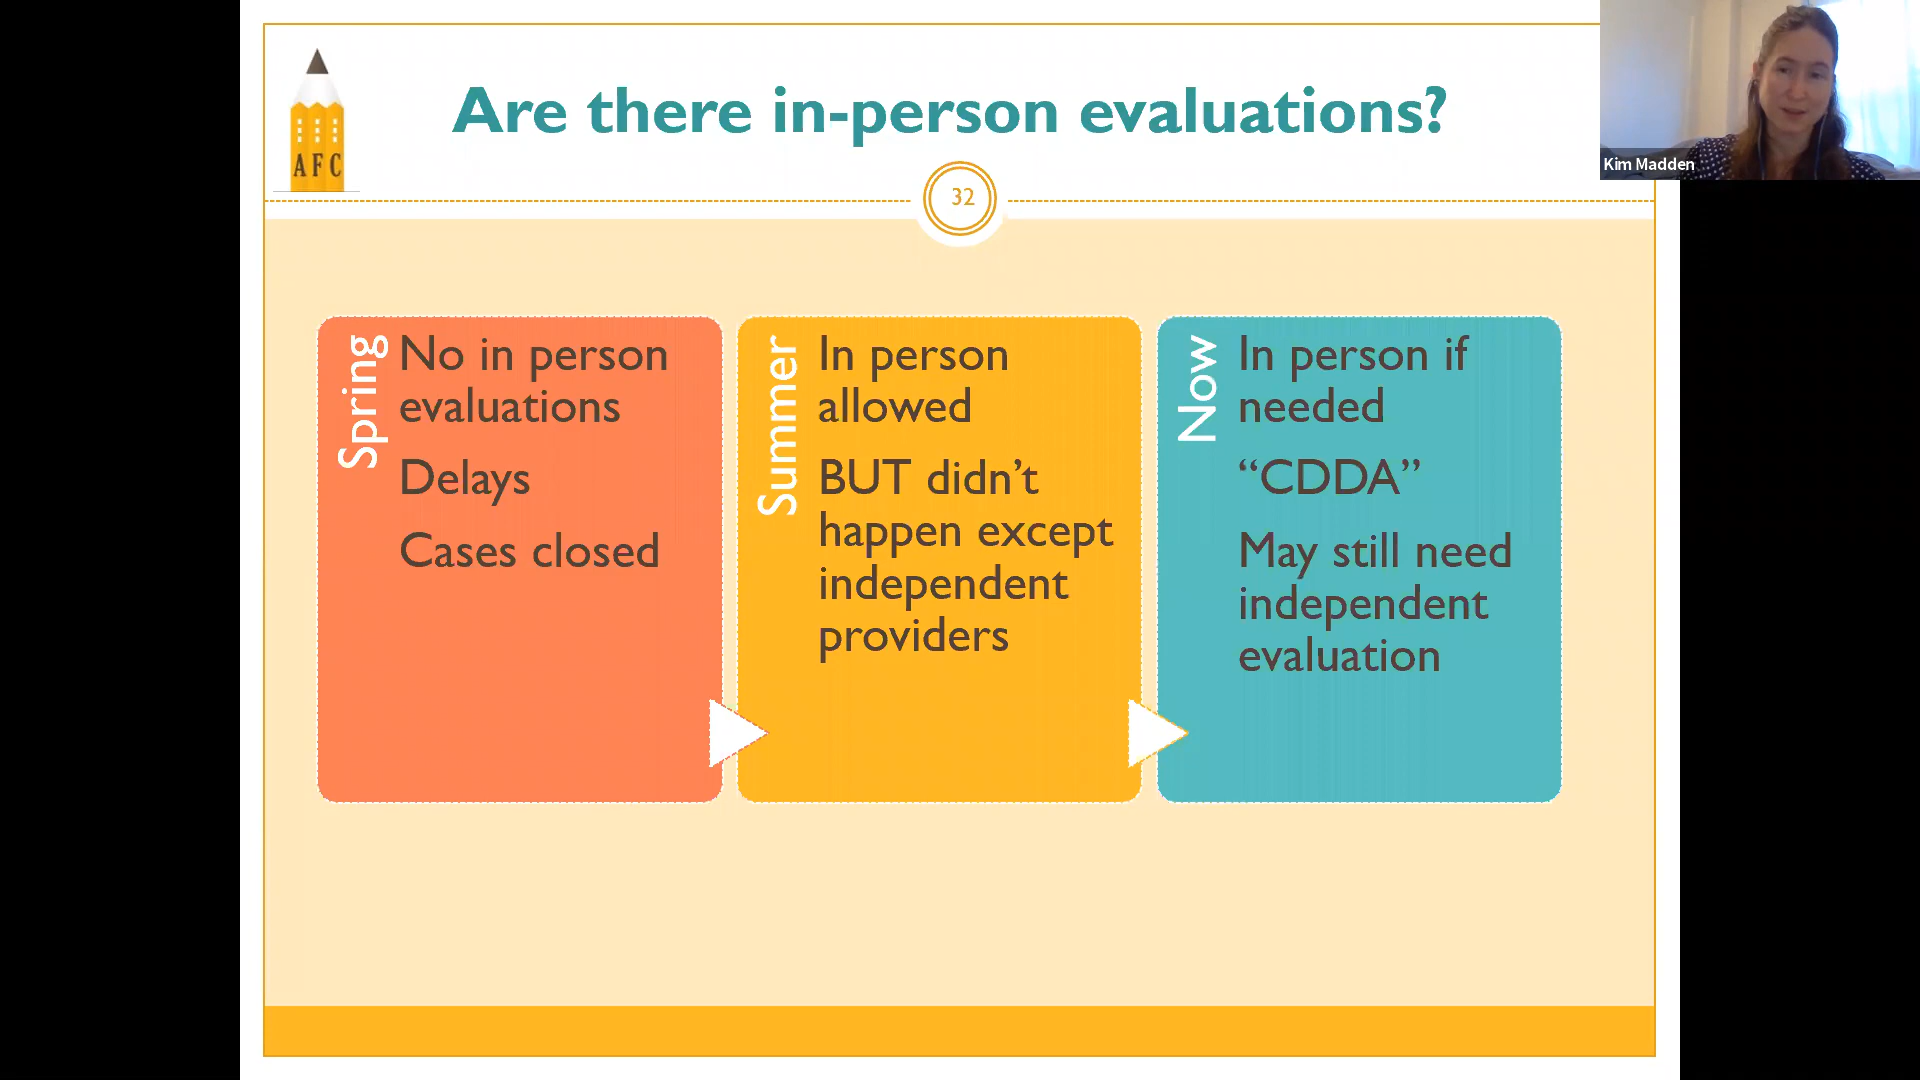 Are there in-person evaluations?
AFC
Kim Madden
32
Spring
No in person
evaluations
Delays
Cases closed
Summer
In person
allowed
BUT didn’t
happen except
independent
providers
Now
In person if
needed
“CDDA”
May still need
independent
evaluation